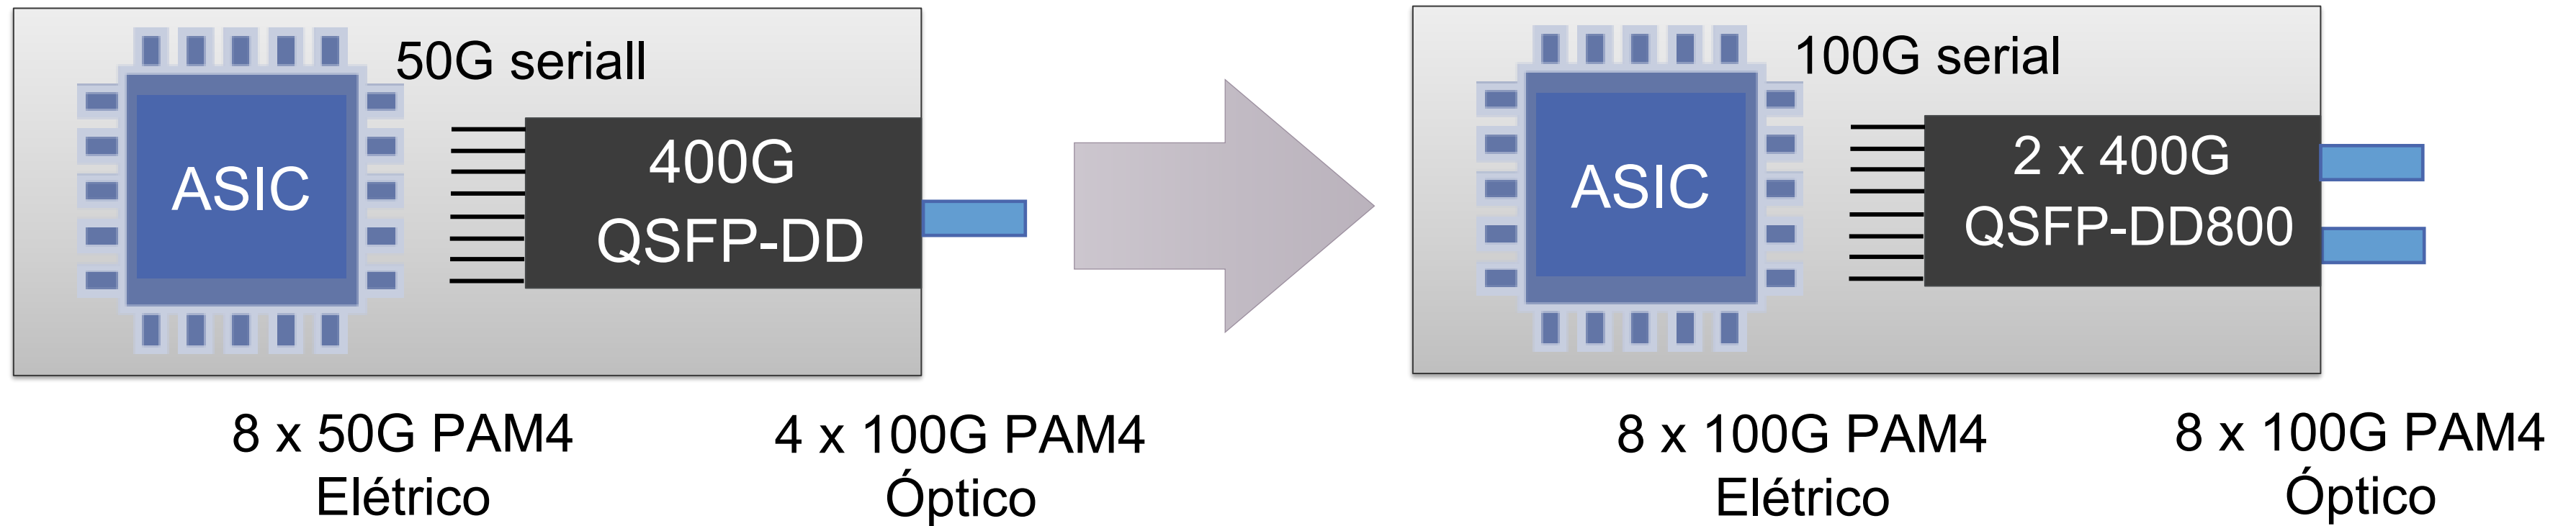 50G seriall
ASIC
400G
QSFP-DD
8 x 50G PAM4
Elétrico
4 x 100G PAM4
Óptico
100G serial
ASIC
2 x 400G
QSFP-DD800
8 x 100G PAM4
Elétrico
8 x 100G PAM4
Óptico